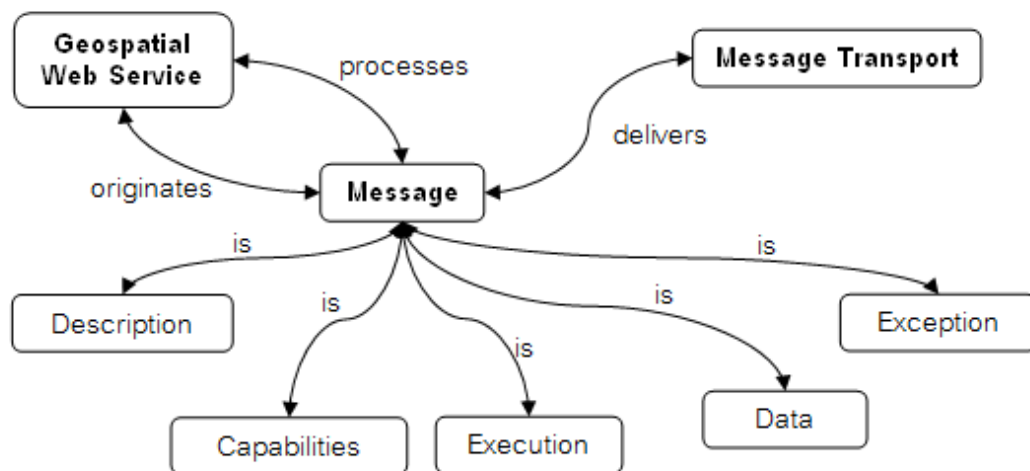 Geospatial
Web Service
processes
Message Transport
delivers
originates
Message
is
is
is
is
is
Description
Exception
Capabilities
Execution
Data